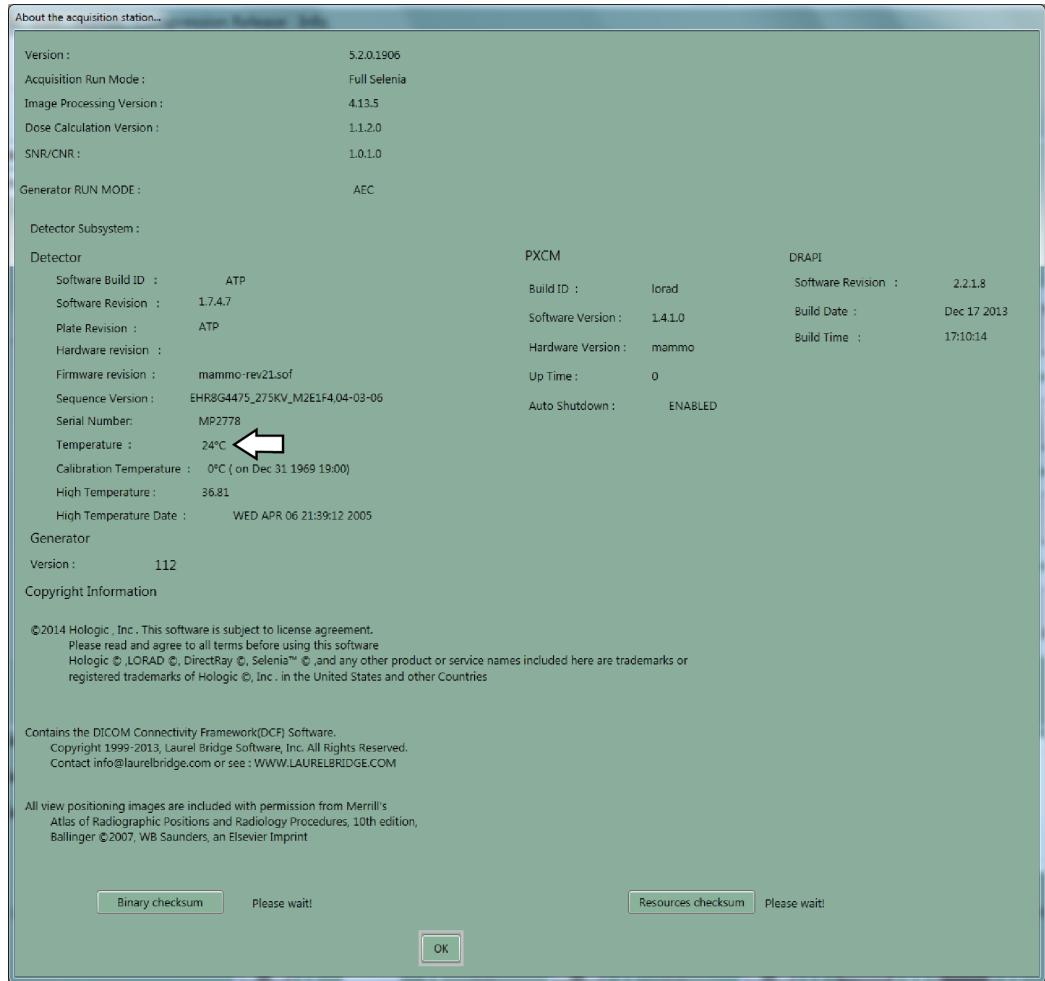 About the acquisition station...
Version : 5.2.0.1906
Acquisition Run Mode : Full Selenia
Image Processing Version : 4.13.5
Dose Calculation Version : 1.1.2.0
SNR/CNR : 1.0.1.0
Generator RUN MODE : AEC
Detector Subsystem :
Detector
Software Build ID : ATP
Software Revision : 1.7.4.7
Plate Revision : ATP
Hardware revision :
Firmware revision : mammo-rev21.sof
Sequence Version : EHR8G4475_275KV_M2E1F4,04-03-06
Serial Number: MP2778
Temperature : 24°C
Calibration Temperature : 0°C ( on Dec 31 1969 19:00)
High Temperature : 36.81
High Temperature Date : WED APR 06 21:39:12 2005
PXCM
Build ID : lorad
Software Version : 1.4.1.0
Hardware Version : mammo
Up Time : 0
Auto Shutdown : ENABLED
DRAPI
Software Revision : 2.2.1.8
Build Date : Dec 17 2013
Build Time : 17:10:14
Generator
Version : 112
Copyright Information
©2014 Hologic , Inc . This software is subject to license agreement.
Please read and agree to all terms before using this software
Hologic © ,LORAD ©, DirectRay ©, Selenia™ © ,and any other product or service names included here are trademarks or
registered trademarks of Hologic ©, Inc . in the United States and other Countries
Contains the DICOM Connectivity Framework(DCF) Software.
Copyright 1999-2013, Laurel Bridge Software, Inc. All Rights Reserved.
Contact info@laurelbridge.com or see : WWW.LAURELBRIDGE.COM
All view positioning images are included with permission from Merrill's
Atlas of Radiographic Positions and Radiology Procedures, 10th edition,
Ballinger ©2007, WB Saunders, an Elsevier Imprint
Binary checksum Please wait!
Resources checksum Please wait!
OK